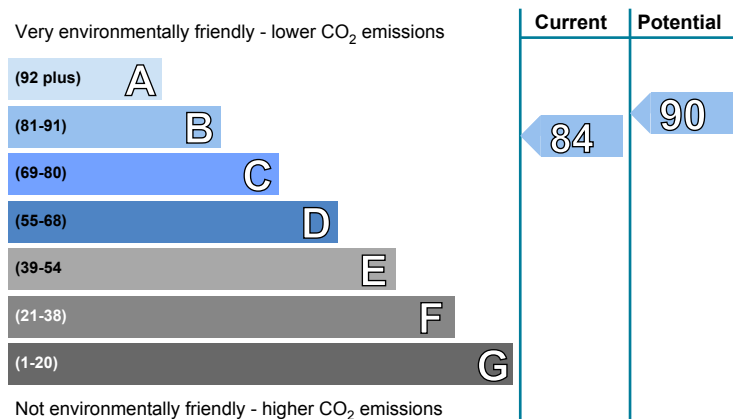 Very environmentally friendly - lower CO₂ emissions
Current
Potential
(92 plus) A
(81-91) B
(69-80) C
(55-68) D
(39-54 E
(21-38) F
(1-20) G
84
90
Not environmentally friendly - higher CO₂ emissions